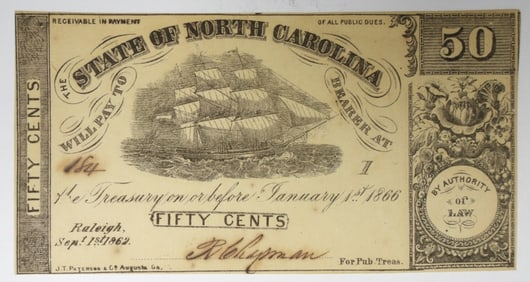 RECEIVABLE IN PAYMENT OF ALL PUBLIC DUES.
THE STATE OF NORTH CAROLINA
50
WILL PAY TO BEARER AT
FIFTY CENTS
184
the Treasury on or before January 1st. 1866
FIFTY CENTS
BY AUTHORITY
of
LAW
Raleigh,
Sept. 1st 1862.
R Chapman
For Pub. Treas.
J.T. PATERSON & Co Augusta Ga.